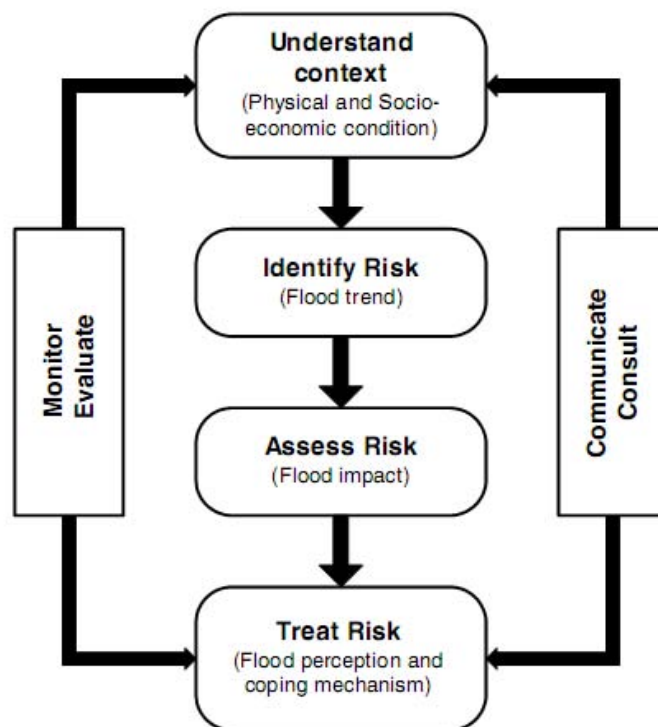 Understand
context
(Physical and Socio-
economic condition)
Identify Risk
(Flood trend)
Assess Risk
(Flood impact)
Treat Risk
(Flood perception and
coping mechanism)
Monitor
Evaluate
Communicate
Consult